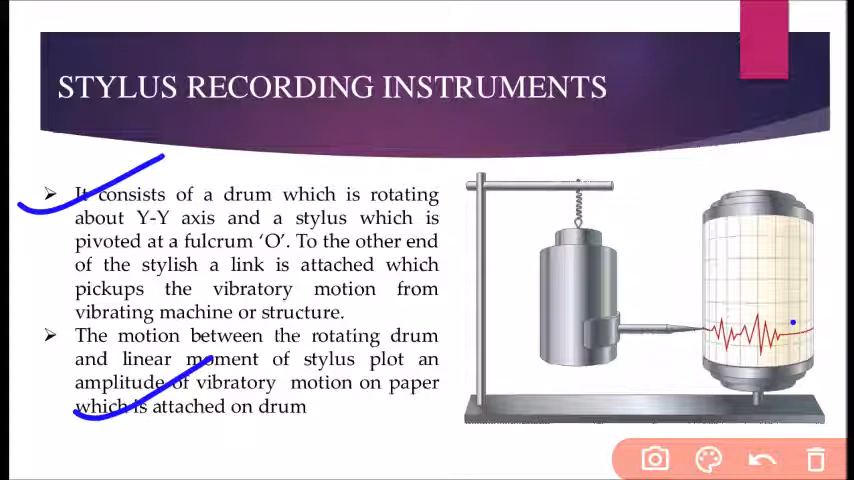 STYLUS RECORDING INSTRUMENTS
It consists of a drum which is rotating
about Y-Y axis and a stylus which is
pivoted at a fulcrum ‘O’. To the other end
of the stylish a link is attached which
pickups the vibratory motion from
vibrating machine or structure.
The motion between the rotating drum
and linear moment of stylus plot an
amplitude of vibratory motion on paper
which is attached on drum